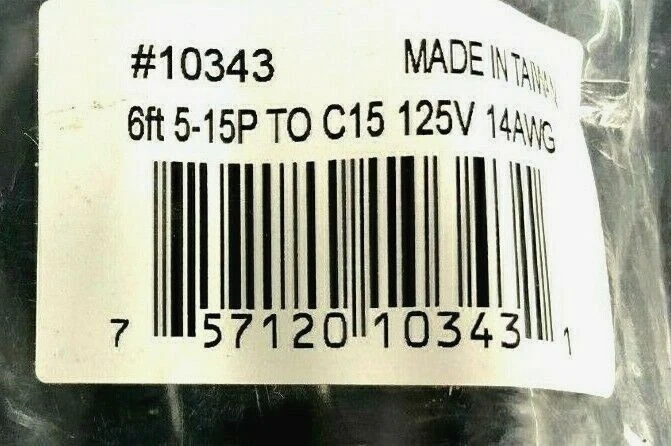 #10343 MADE IN TAIWAN
6ft 5-15P TO C15 125V 14AWG
7 57120 10343 1